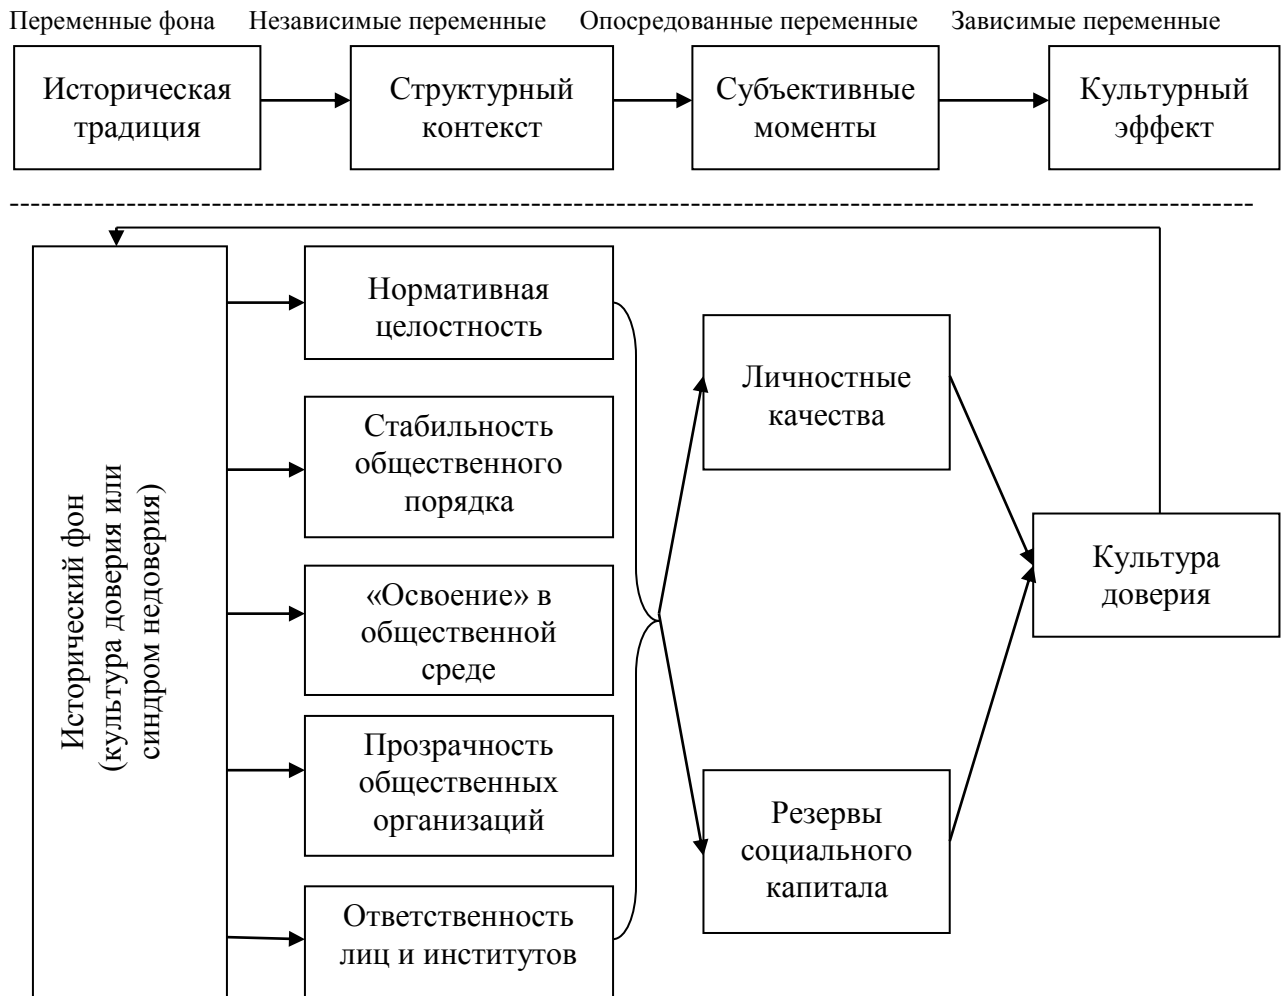 Переменные фона
Независимые переменные
Опосредованные переменные
Зависимые переменные
Историческая
традиция
Структурный
контекст
Субъективные
моменты
Культурный
эффект
Исторический фон
(культура доверия или
синдром недоверия)
Нормативная
целостность
Стабильность
общественного
порядка
«Освоение» в
общественной
среде
Прозрачность
общественных
организаций
Ответственность
лиц и институтов
Личностные
качества
Резервы
социального
капитала
Культура
доверия